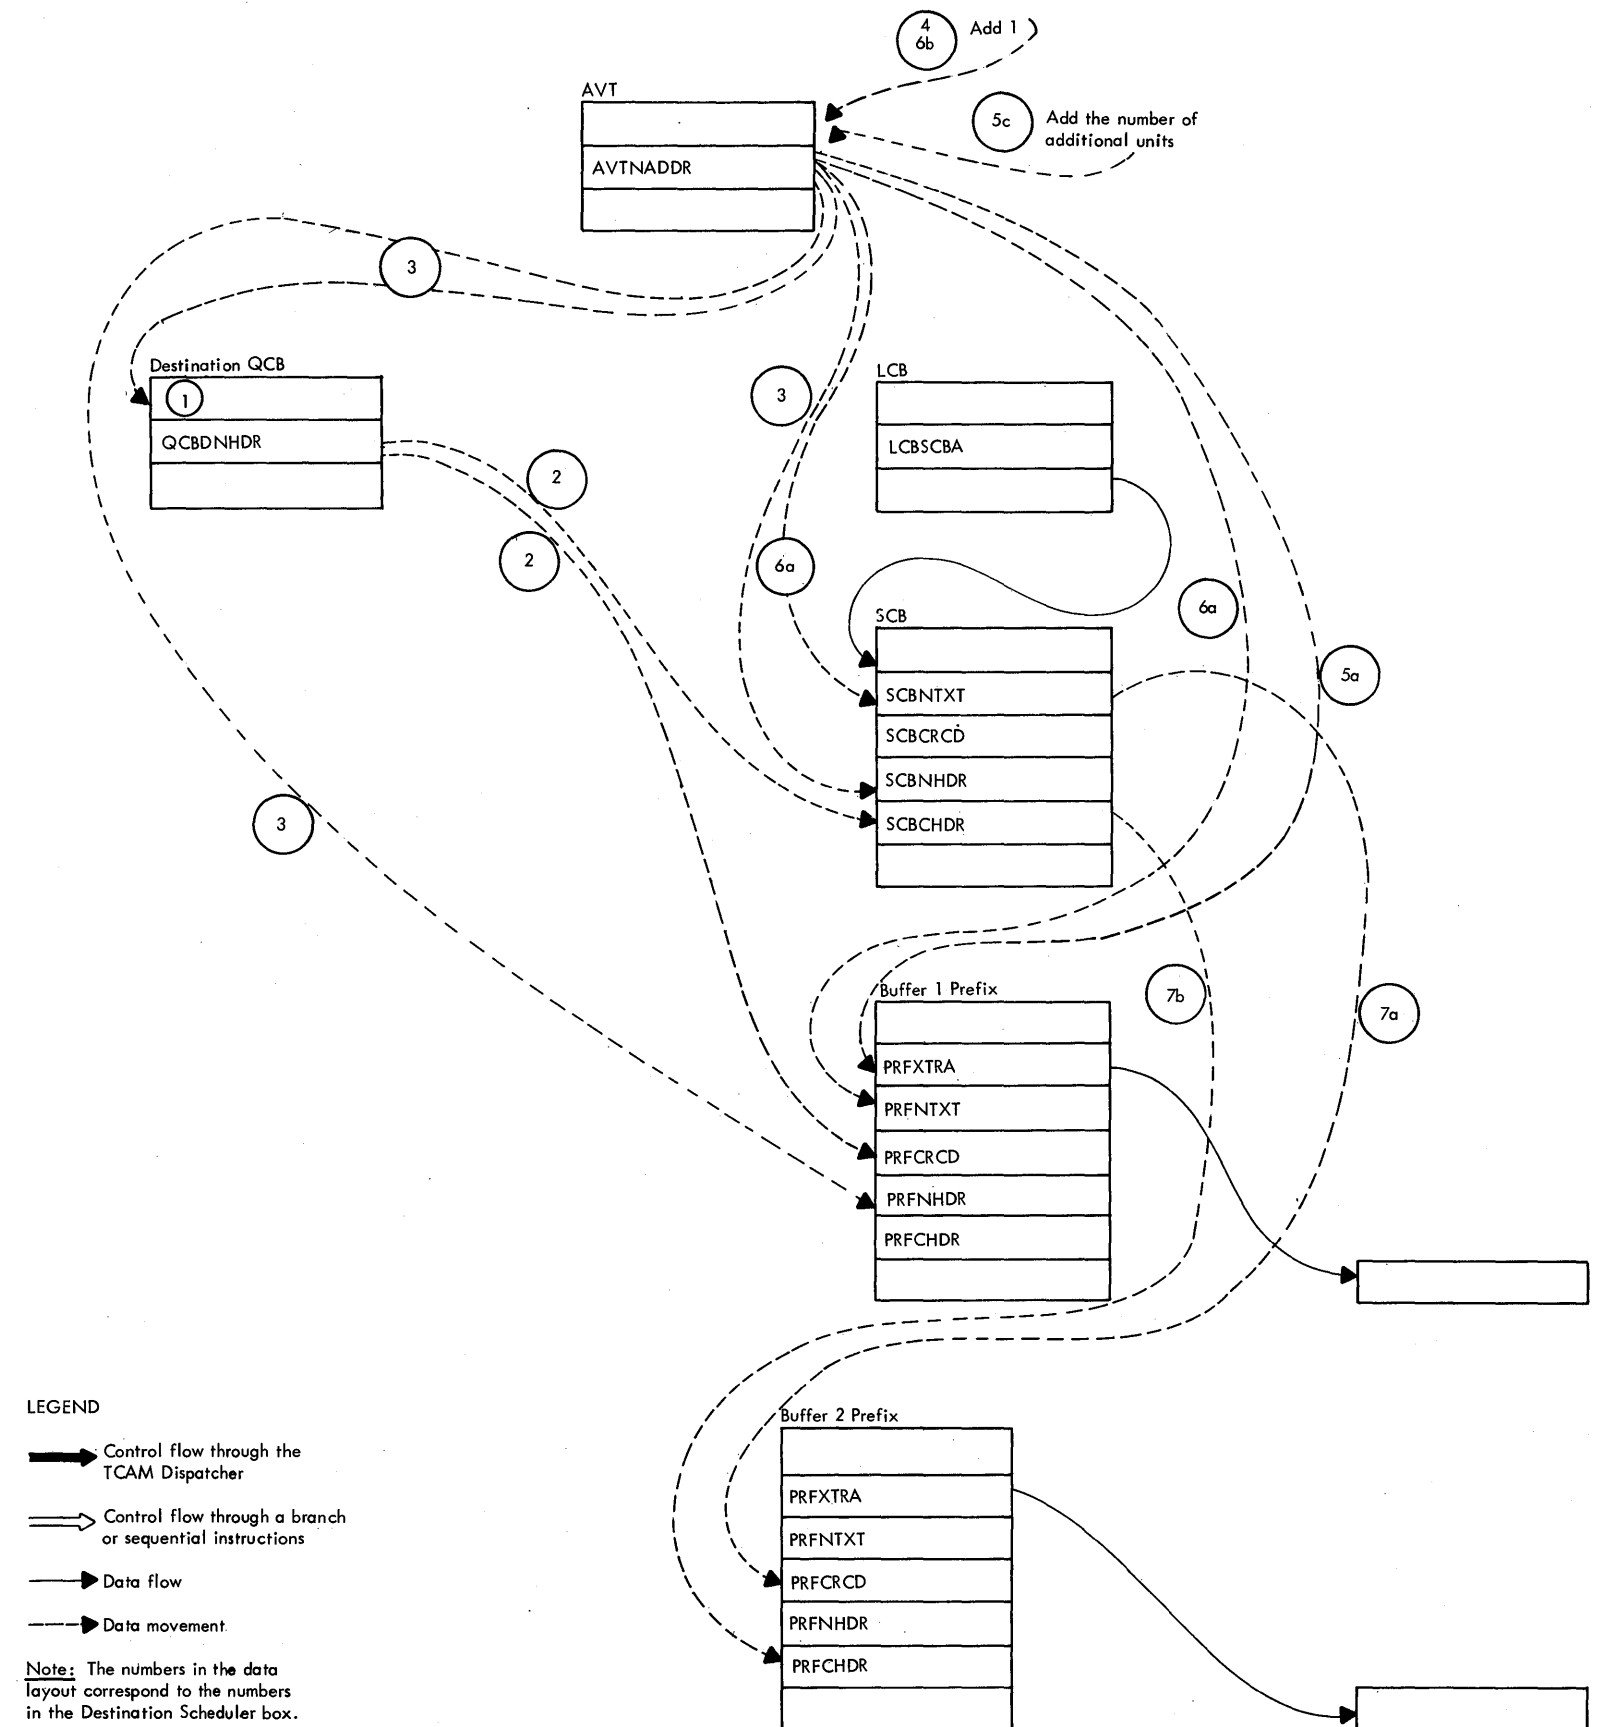 4
6b
Add 1
AVT
5c
Add the number of
additional units
AVTNADDR
3
Destination QCB
1
QCBDNHDR
3
LCB
LCBSCBA
2
2
6a
6a
SCB
SCBNTXT
5a
SCBCRCD
SCBNHDR
SCBCHDR
3
Buffer 1 Prefix
7b
7a
PRFXTRA
PRFNTXT
PRFCRCD
PRFNHDR
PRFCHDR
Buffer 2 Prefix
PRFXTRA
PRFNTXT
PRFCRCD
PRFNHDR
PRFCHDR
LEGEND
Control flow through the
TCAM Dispatcher
Control flow through a branch
or sequential instructions
Data flow
Data movement
Note: The numbers in the data
layout correspond to the numbers
in the Destination Scheduler box.